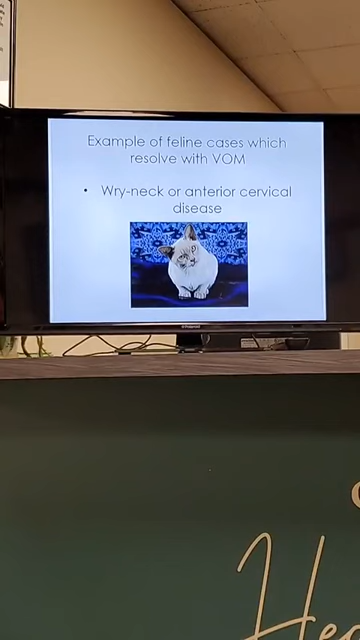 Example of feline cases which
resolve with VOM
• Wry-neck or anterior cervical
disease